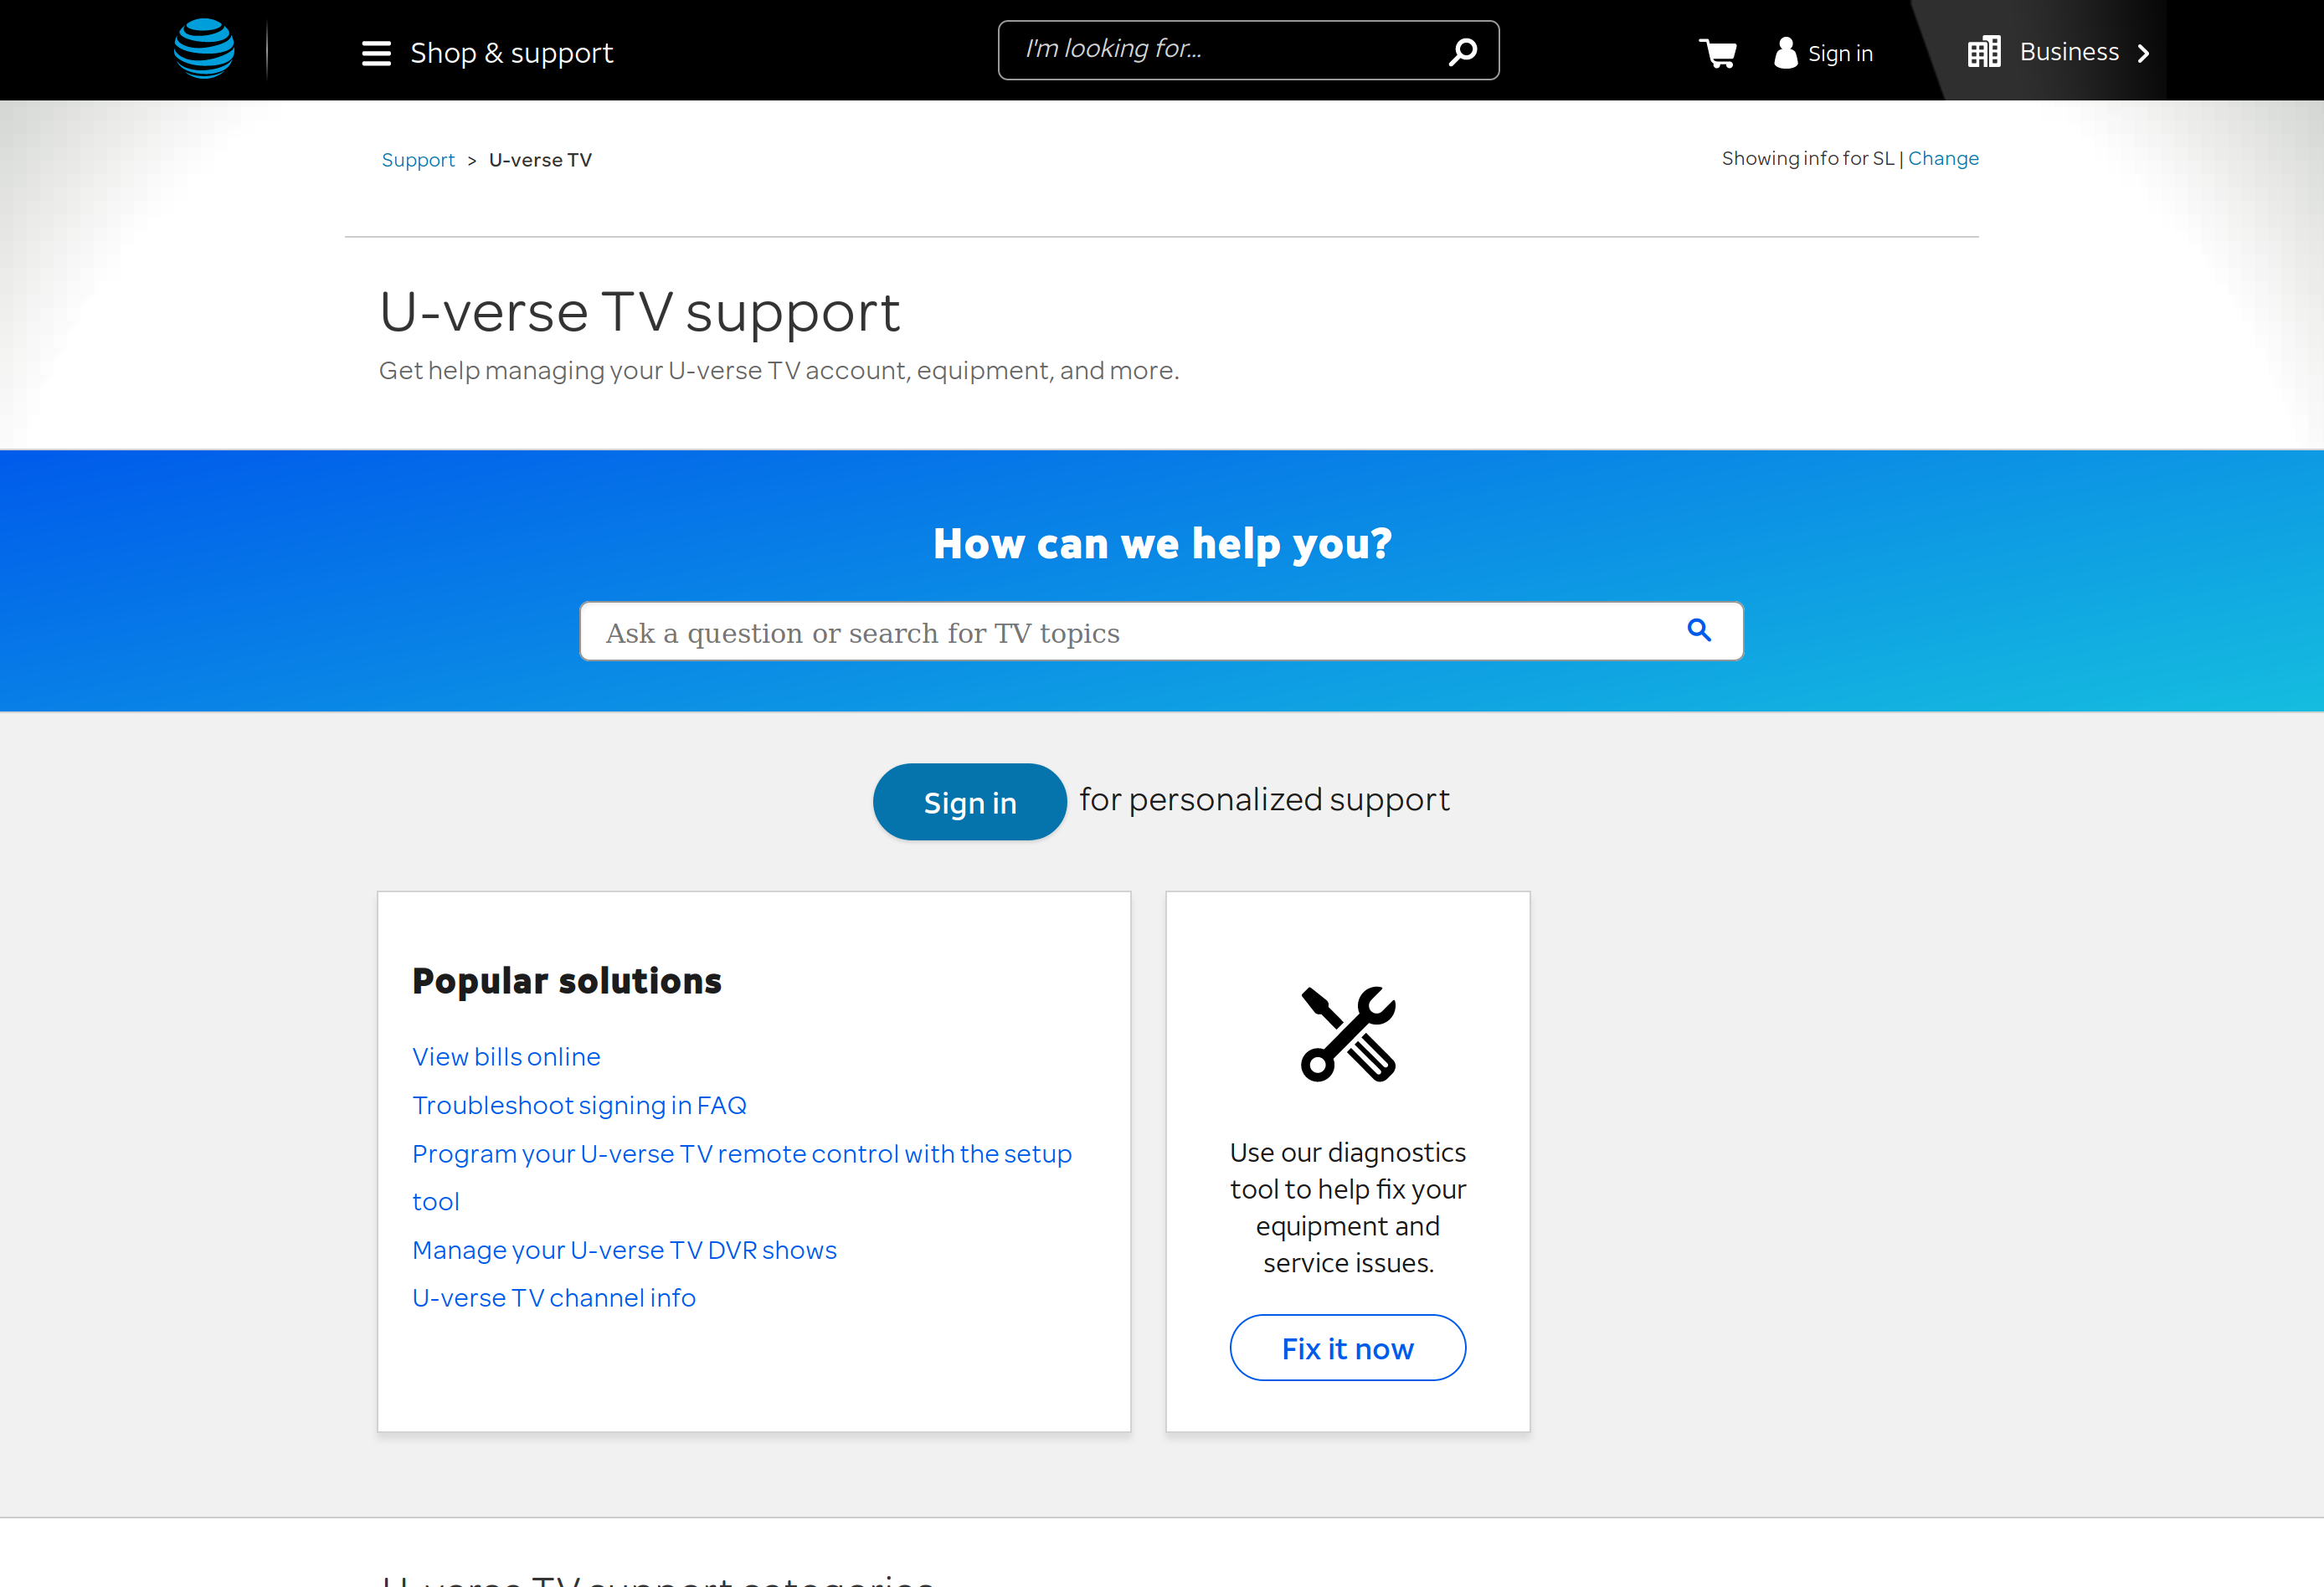 Shop & support
I'm looking for...
Sign in
Business
Support > U-verse TV
Showing info for SL | Change
U-verse TV support
Get help managing your U-verse TV account, equipment, and more.
How can we help you?
Ask a question or search for TV topics
Sign in for personalized support
Popular solutions
View bills online
Troubleshoot signing in FAQ
Program your U-verse TV remote control with the setup
tool
Manage your U-verse TV DVR shows
U-verse TV channel info
Use our diagnostics
tool to help fix your
equipment and
service issues.
Fix it now
U-verse TV support categories